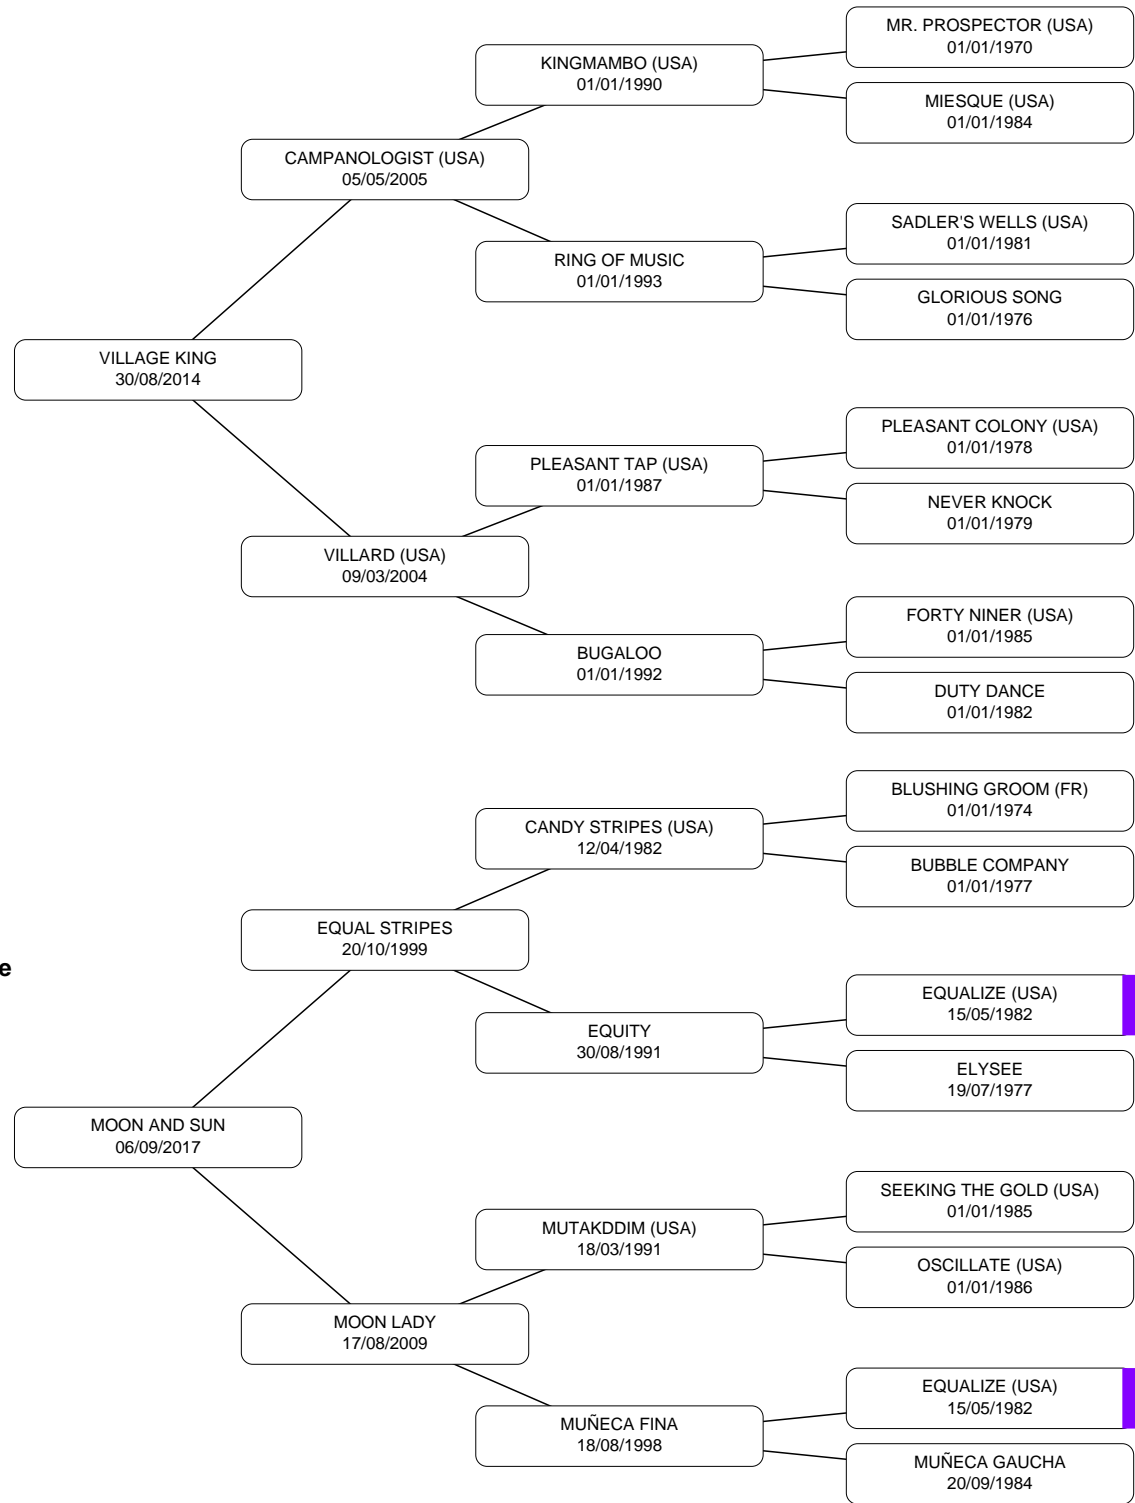 MR. PROSPECTOR (USA)
01/01/1970
KINGMAMBO (USA)
01/01/1990
MIESQUE (USA)
01/01/1984
CAMPANOLOGIST (USA)
05/05/2005
SADLER'S WELLS (USA)
01/01/1981
RING OF MUSIC
01/01/1993
GLORIOUS SONG
01/01/1976
VILLAGE KING
30/08/2014
PLEASANT COLONY (USA)
01/01/1978
PLEASANT TAP (USA)
01/01/1987
NEVER KNOCK
01/01/1979
VILLARD (USA)
09/03/2004
FORTY NINER (USA)
01/01/1985
BUGALOO
01/01/1992
DUTY DANCE
01/01/1982
BLUSHING GROOM (FR)
01/01/1974
CANDY STRIPES (USA)
12/04/1982
BUBBLE COMPANY
01/01/1977
EQUAL STRIPES
20/10/1999
e
EQUALIZE (USA)
15/05/1982
EQUITY
30/08/1991
ELYSEE
19/07/1977
MOON AND SUN
06/09/2017
SEEKING THE GOLD (USA)
01/01/1985
MUTAKDDIM (USA)
18/03/1991
OSCILLATE (USA)
01/01/1986
MOON LADY
17/08/2009
EQUALIZE (USA)
15/05/1982
MUÑECA FINA
18/08/1998
MUÑECA GAUCHA
20/09/1984